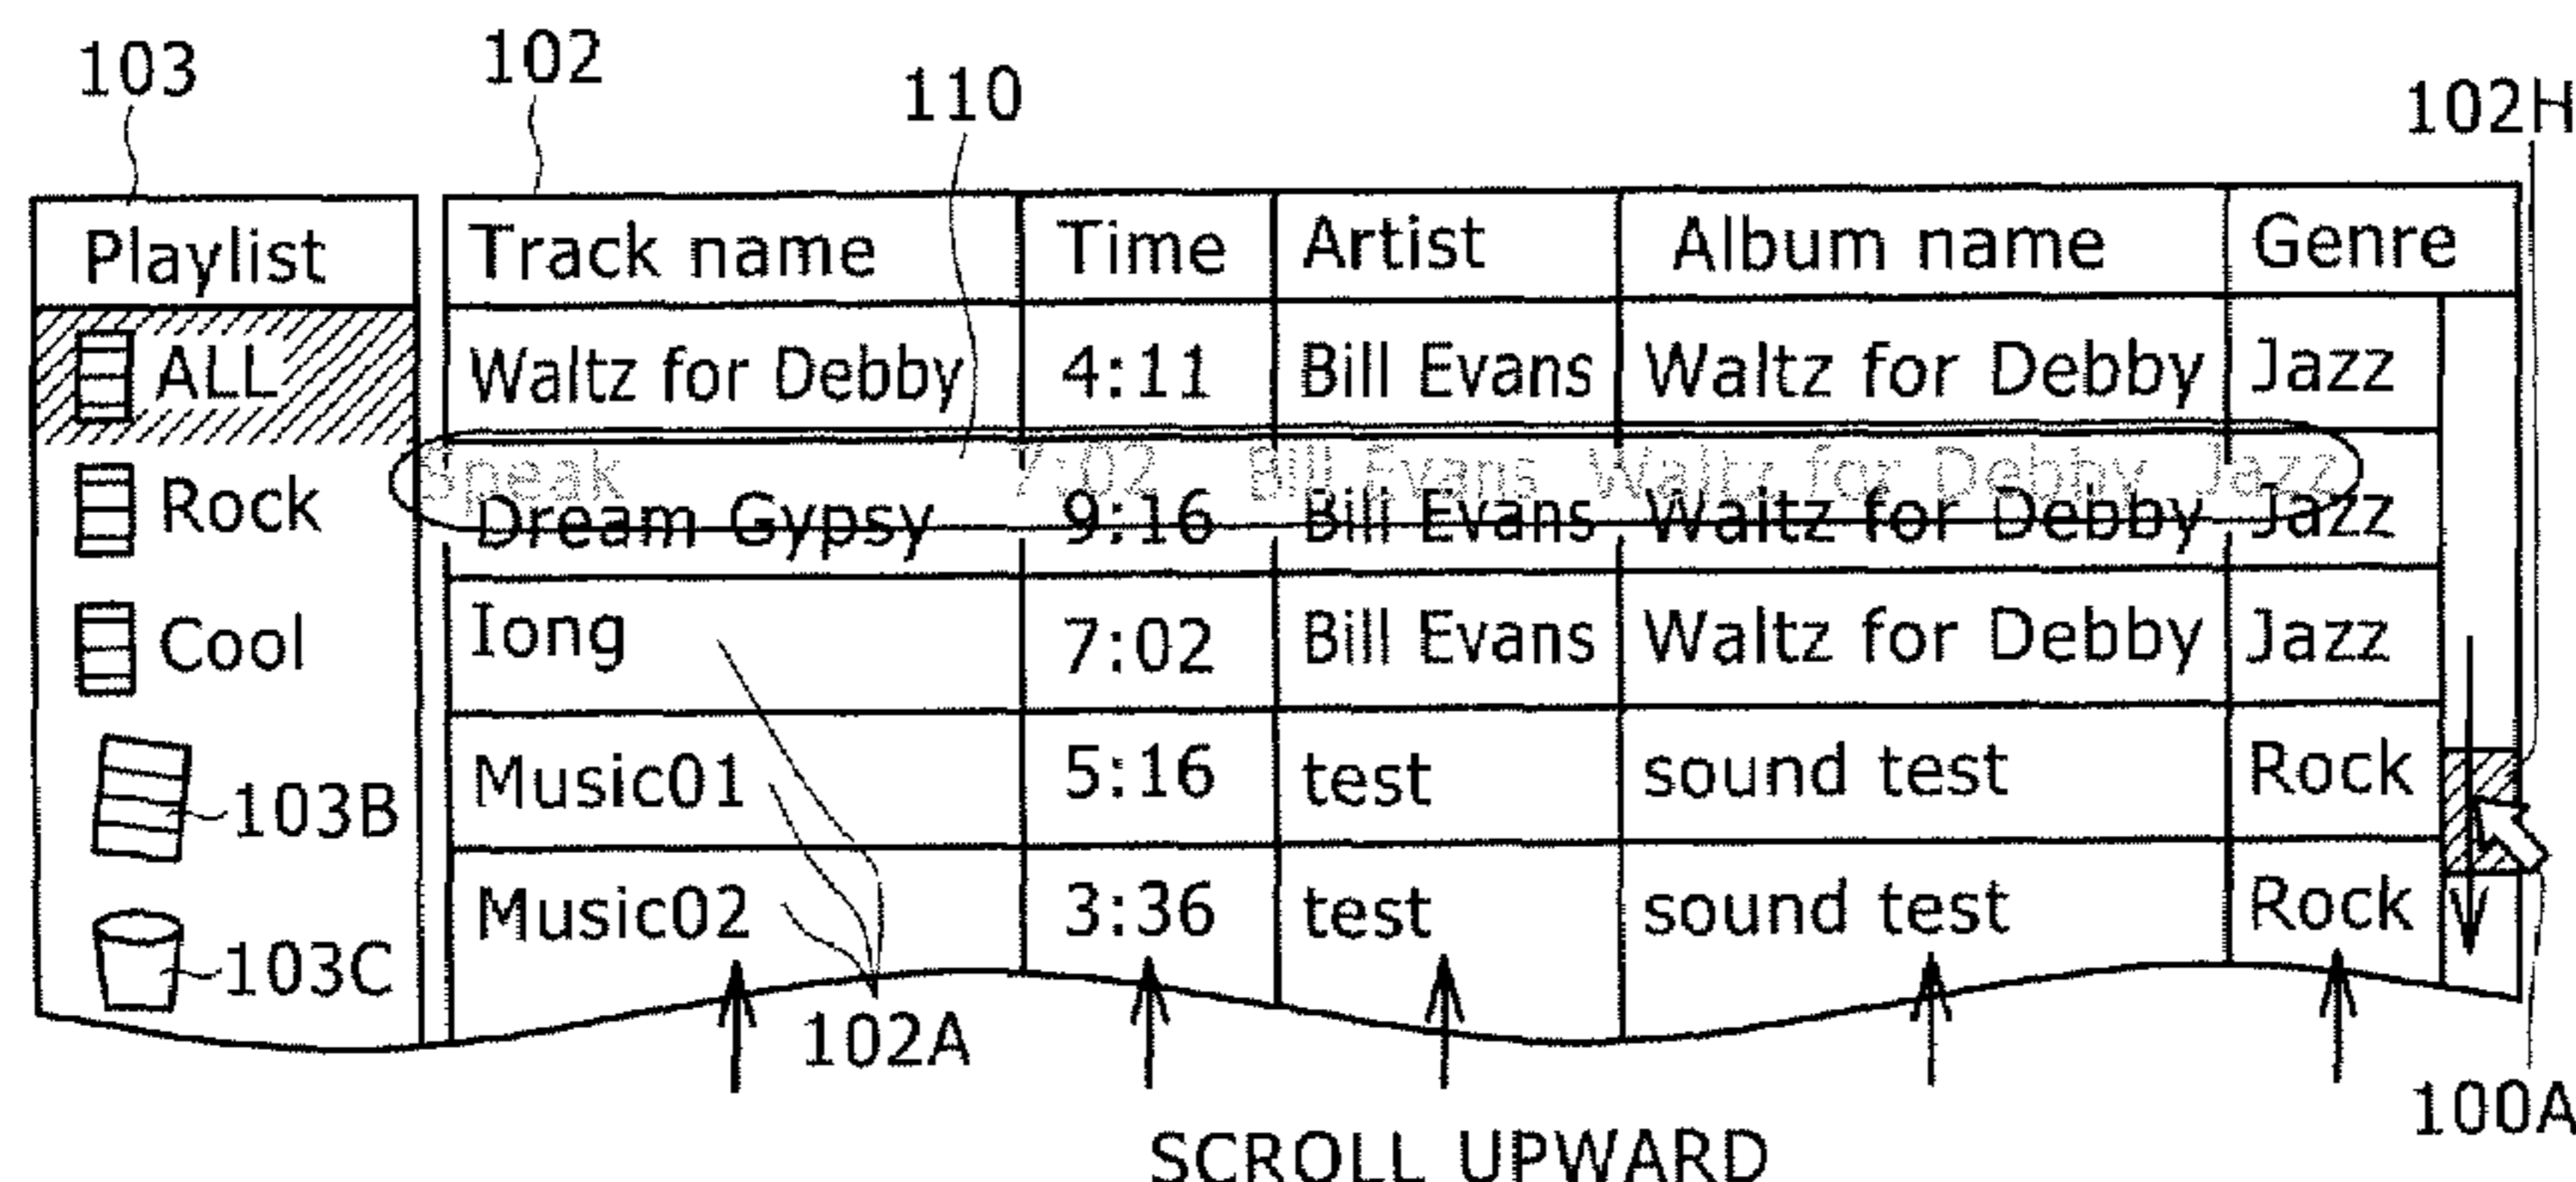 103 102 110 102H
Playlist Track name Time Artist Album name Genre
ALL Waltz for Debby 4:11 Bill Evans Waltz for Debby Jazz
Speak 7:02 Bill Evans Waltz for Debby Jazz
Rock Dream Gypsy 9:16 Bill Evans Waltz for Debby Jazz
Cool Iong 7:02 Bill Evans Waltz for Debby Jazz
103B Music01 5:16 test sound test Rock
103C Music02 3:36 test sound test Rock
102A
100A
SCROLL UPWARD